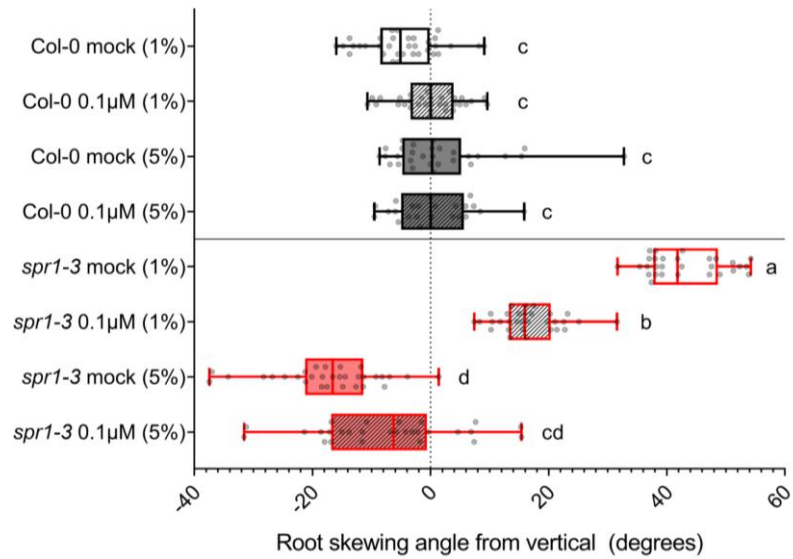 Col-0 mock (1%) c
Col-0 0.1µM (1%) c
Col-0 mock (5%) c
Col-0 0.1µM (5%) c
spr1-3 mock (1%) a
spr1-3 0.1µM (1%) b
spr1-3 mock (5%) d
spr1-3 0.1µM (5%) cd
-40 -20 0 20 40 60
Root skewing angle from vertical (degrees)